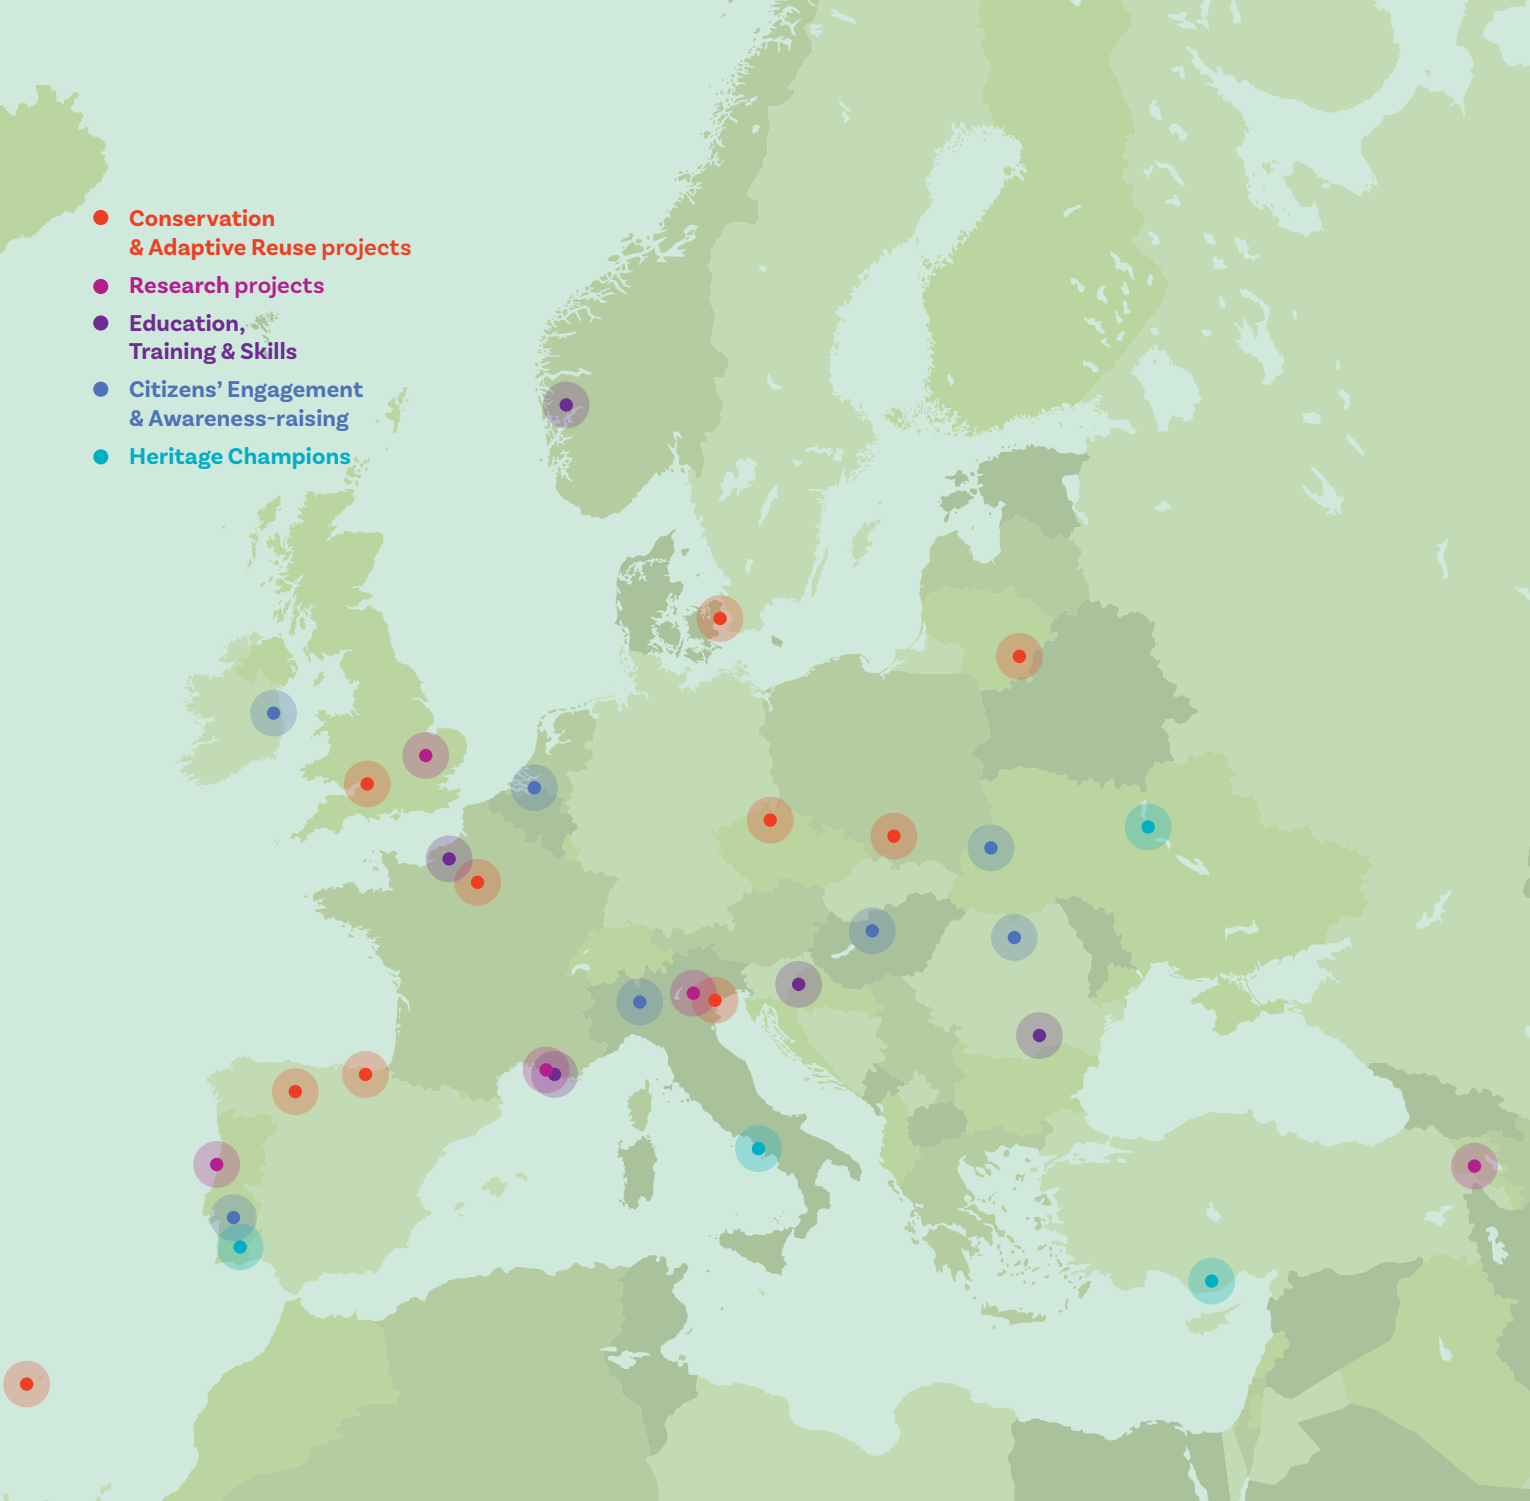 Conservation
& Adaptive Reuse projects
Research projects
Education,
Training & Skills
Citizens’ Engagement
& Awareness-raising
Heritage Champions